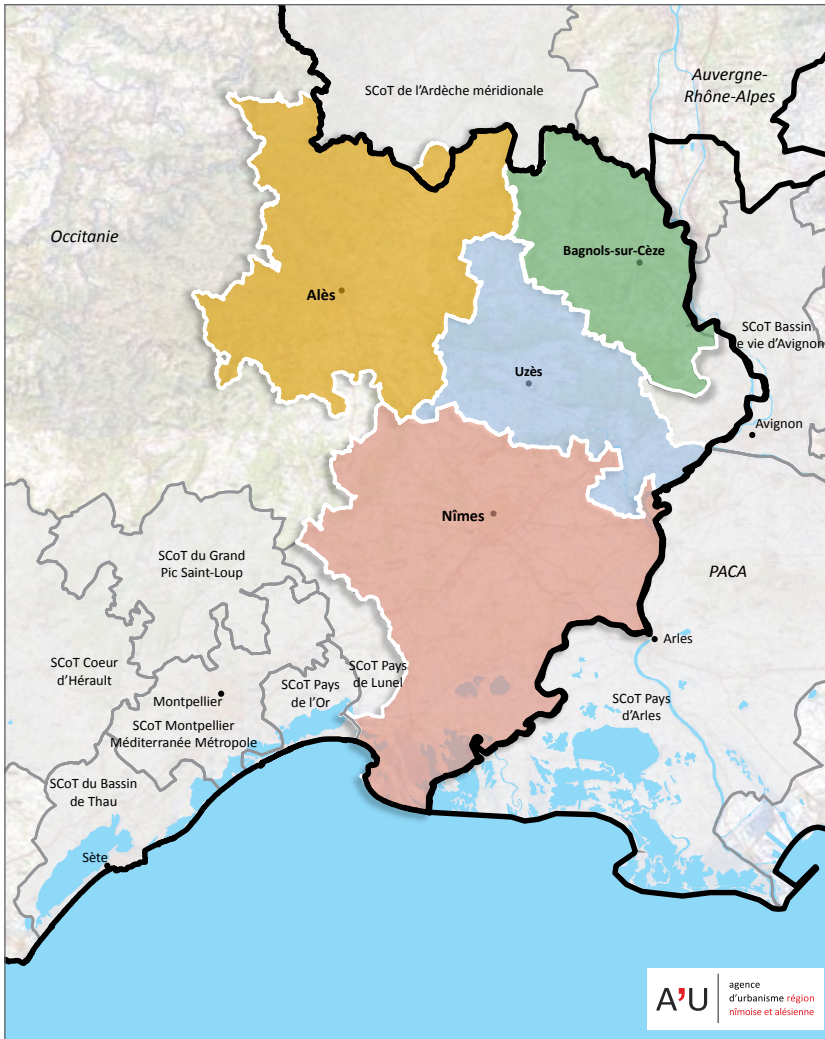 SCoT de l'Ardèche méridionale
Auvergne-
Rhône-Alpes
Occitanie
Bagnols-sur-Cèze
Alès
SCoT Bassin
e vie d'Avignon
Uzès
Avignon
Nîmes
SCoT du Grand
Pic Saint-Loup
PACA
Arles
SCoT Coeur
d'Hérault
SCoT Pays
de Lunel
SCoT Pays
de l'Or
Montpellier
SCoT Pays
d'Arles
SCoT Montpellier
Méditerranée Métropole
SCoT du Bassin
de Thau
Sète
A'U
agence
d'urbanisme région
nîmoise et alésienne